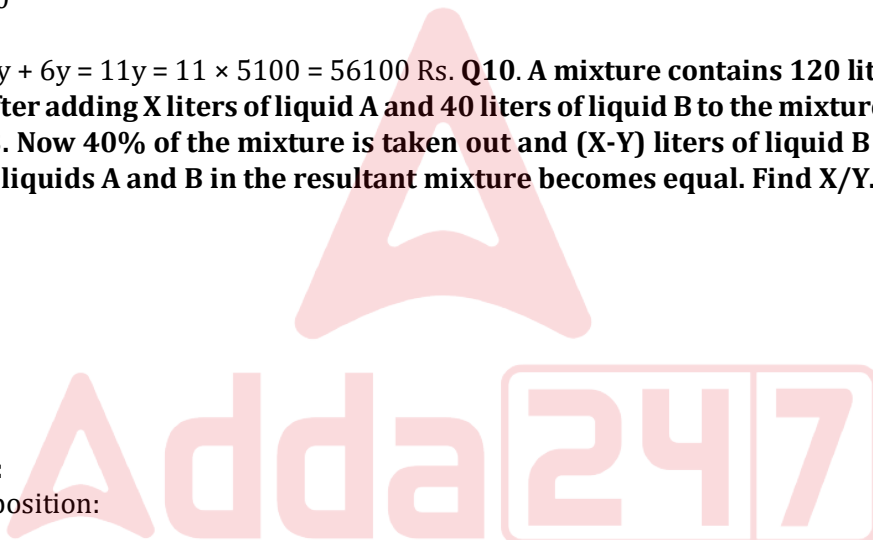 y + 6y = 11y = 11 × 5100 = 56100 Rs. Q10. A mixture contains 120 lit
fter adding X liters of liquid A and 40 liters of liquid B to the mixture
. Now 40% of the mixture is taken out and (X-Y) liters of liquid B
liquids A and B in the resultant mixture becomes equal. Find X/Y.
:
position:
Adda247